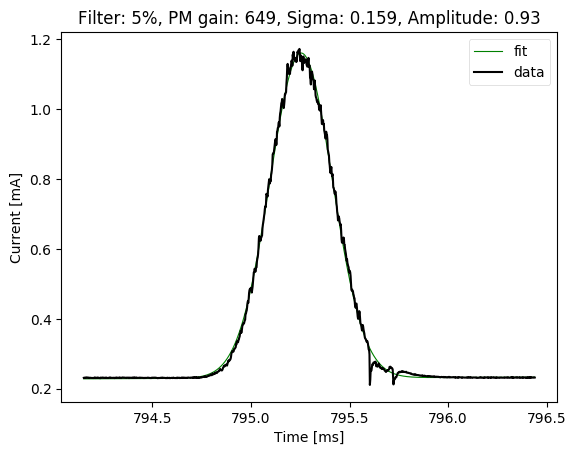 Filter: 5%, PM gain: 649, Sigma: 0.159, Amplitude: 0.93
fit
data
1.2
1.0
0.8
0.6
0.4
0.2
Current [mA]
794.5 795.0 795.5 796.0 796.5
Time [ms]